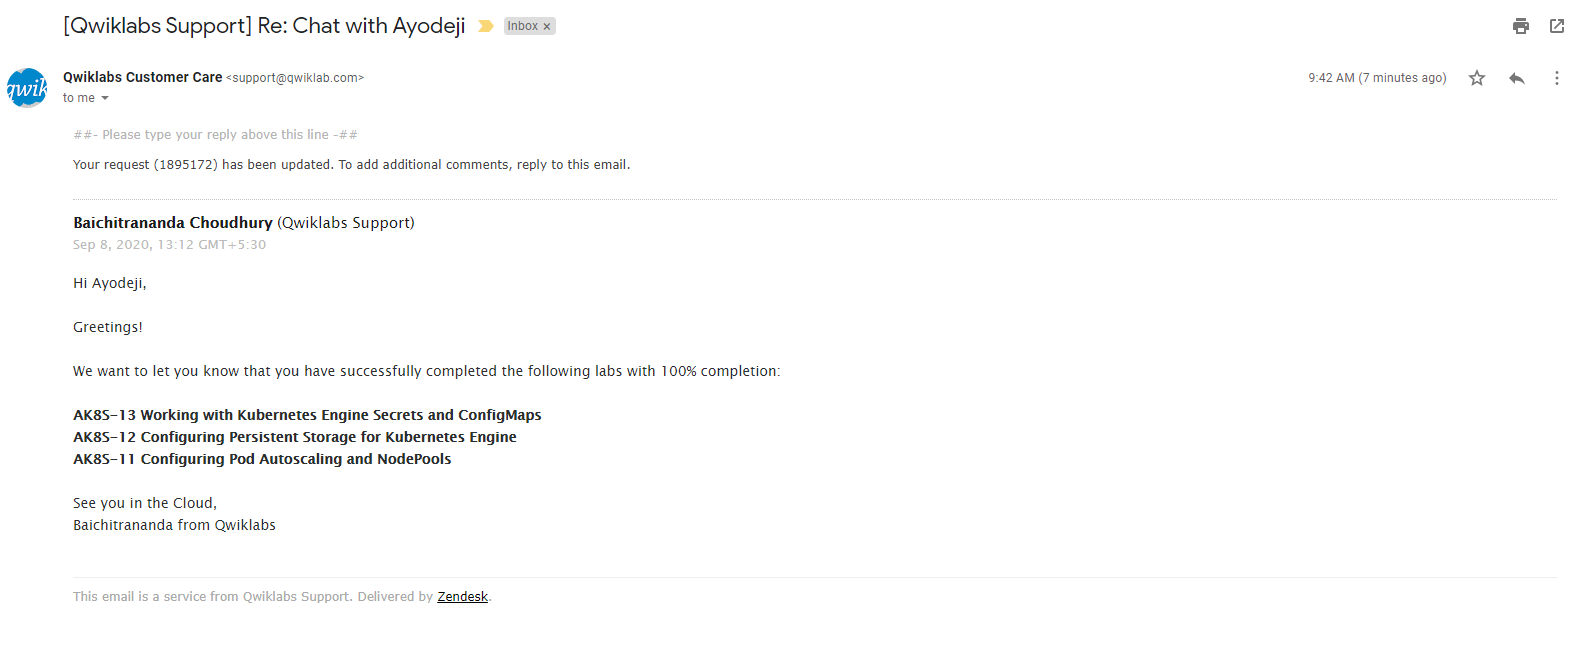 [Qwiklabs Support] Re: Chat with Ayodeji Inbox ×
Qwiklabs Customer Care <support@qwiklab.com> 9:42 AM (7 minutes ago)
qwik
to me
##- Please type your reply above this line -##
Your request (1895172) has been updated. To add additional comments, reply to this email.
Baichitrananda Choudhury (Qwiklabs Support)
Sep 8, 2020, 13:12 GMT+5:30
Hi Ayodeji,
Greetings!
We want to let you know that you have successfully completed the following labs with 100% completion:
AK8S-13 Working with Kubernetes Engine Secrets and ConfigMaps
AK8S-12 Configuring Persistent Storage for Kubernetes Engine
AK8S-11 Configuring Pod Autoscaling and NodePools
See you in the Cloud,
Baichitrananda from Qwiklabs
This email is a service from Qwiklabs Support. Delivered by Zendesk.